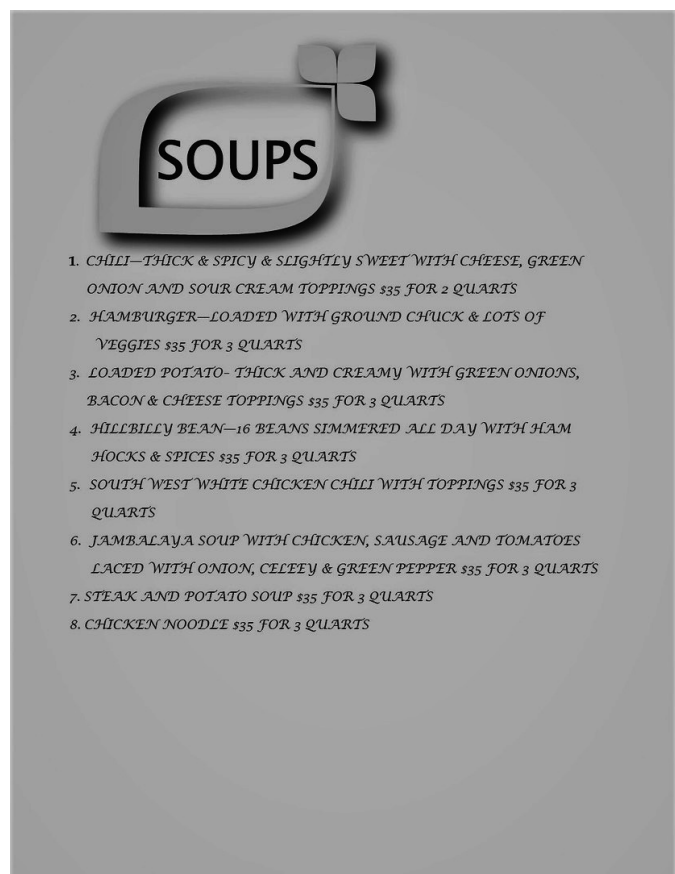 SOUPS
1. CHILI—THICK & SPICY & SLIGHTLY SWEET WITH CHEESE, GREEN
ONION AND SOUR CREAM TOPPINGS $35 FOR 2 QUARTS
2. HAMBURGER—LOADED WITH GROUND CHUCK & LOTS OF
VEGGIES $35 FOR 3 QUARTS
3. LOADED POTATO- THICK AND CREAMY WITH GREEN ONIONS,
BACON & CHEESE TOPPINGS $35 FOR 3 QUARTS
4. HILLBILLY BEAN—16 BEANS SIMMERED ALL DAY WITH HAM
HOCKS & SPICES $35 FOR 3 QUARTS
5. SOUTH WEST WHITE CHICKEN CHILI WITH TOPPINGS $35 FOR 3
QUARTS
6. JAMBALAYA SOUP WITH CHICKEN, SAUSAGE AND TOMATOES
LACED WITH ONION, CELEEY & GREEN PEPPER $35 FOR 3 QUARTS
7. STEAK AND POTATO SOUP $35 FOR 3 QUARTS
8. CHICKEN NOODLE $35 FOR 3 QUARTS